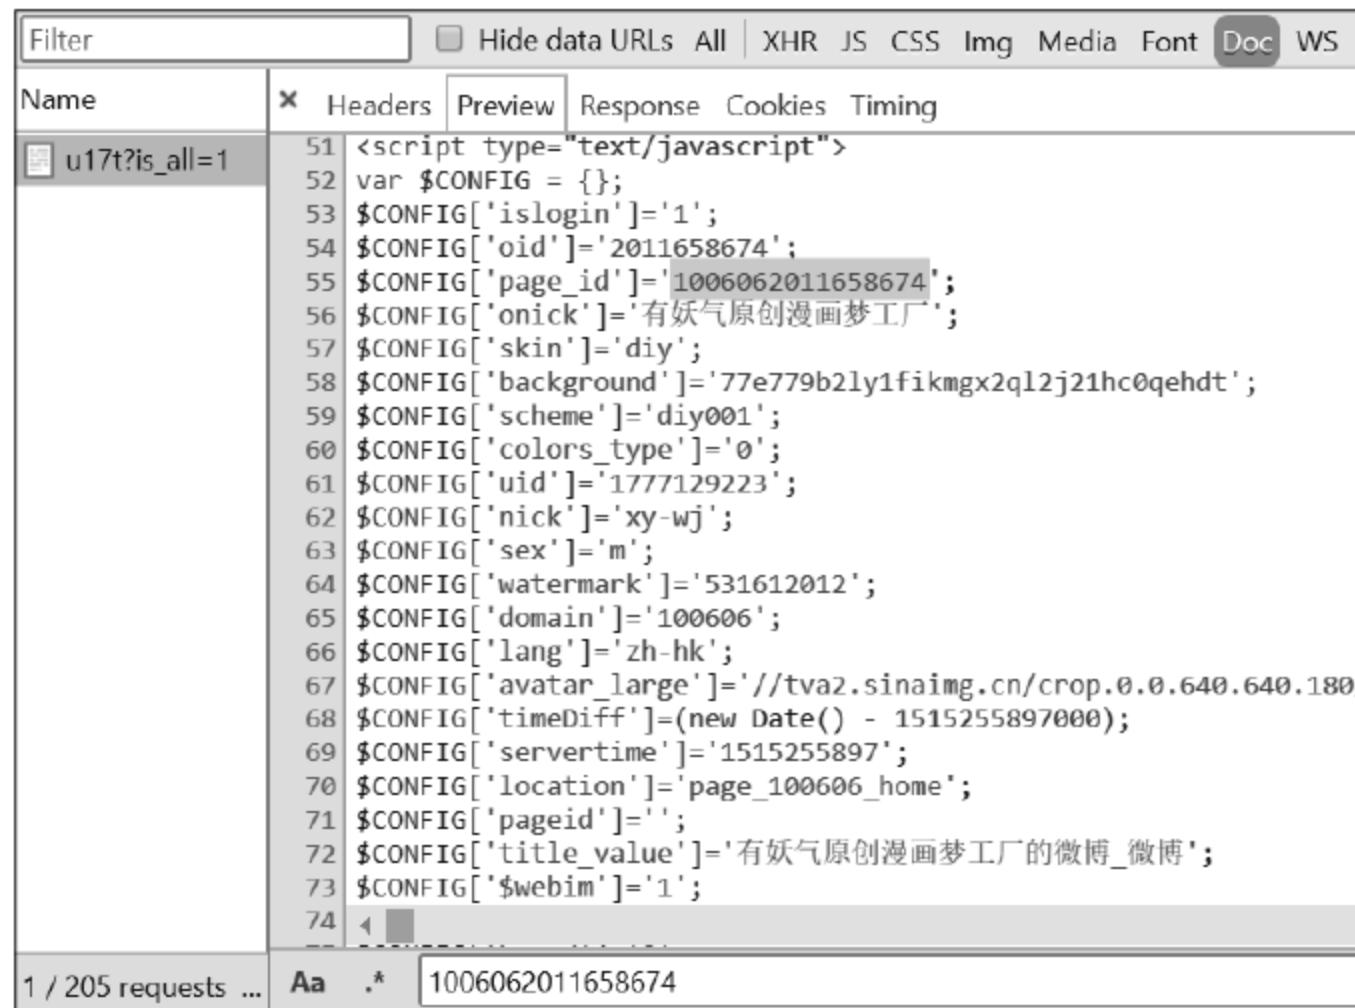 Filter Hide data URLs All XHR JS CSS Img Media Font Doc WS
Name × Headers Preview Response Cookies Timing
u17t?is_all=1
51 <script type="text/javascript">
52 var $CONFIG = {};
53 $CONFIG['islogin']='1';
54 $CONFIG['oid']='2011658674';
55 $CONFIG['page_id']='1006062011658674';
56 $CONFIG['onick']='有妖气原创漫画梦工厂';
57 $CONFIG['skin']='diy';
58 $CONFIG['background']='77e779b2ly1fikmgx2ql2j21hc0qehdt';
59 $CONFIG['scheme']='diy001';
60 $CONFIG['colors_type']='0';
61 $CONFIG['uid']='1777129223';
62 $CONFIG['nick']='xy-wj';
63 $CONFIG['sex']='m';
64 $CONFIG['watermark']='531612012';
65 $CONFIG['domain']='100606';
66 $CONFIG['lang']='zh-hk';
67 $CONFIG['avatar_large']='//tva2.sinaimg.cn/crop.0.0.640.640.180
68 $CONFIG['timeDiff']=(new Date() - 1515255897000);
69 $CONFIG['servertime']='1515255897';
70 $CONFIG['location']='page_100606_home';
71 $CONFIG['pageid']='';
72 $CONFIG['title_value']='有妖气原创漫画梦工厂的微博_微博';
73 $CONFIG['$webim']='1';
74
1 / 205 requests ... Aa .* 1006062011658674